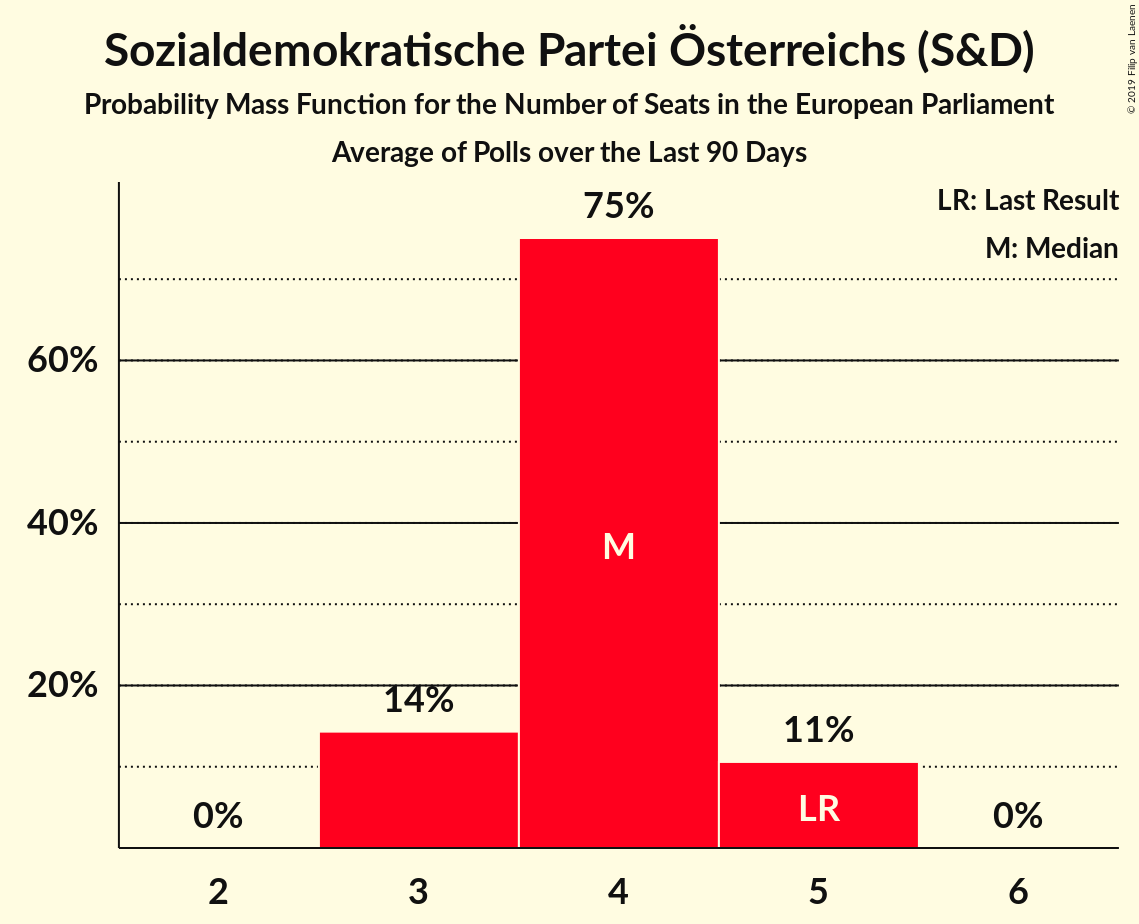 Sozialdemokratische Partei Österreichs (S&D)
Probability Mass Function for the Number of Seats in the European Parliament
Average of Polls over the Last 90 Days
© 2019 Filip van Laenen
LR: Last Result
M: Median
75%
60%
40%
M
20%
14%
11%
LR
0%
0%
2 3 4 5 6